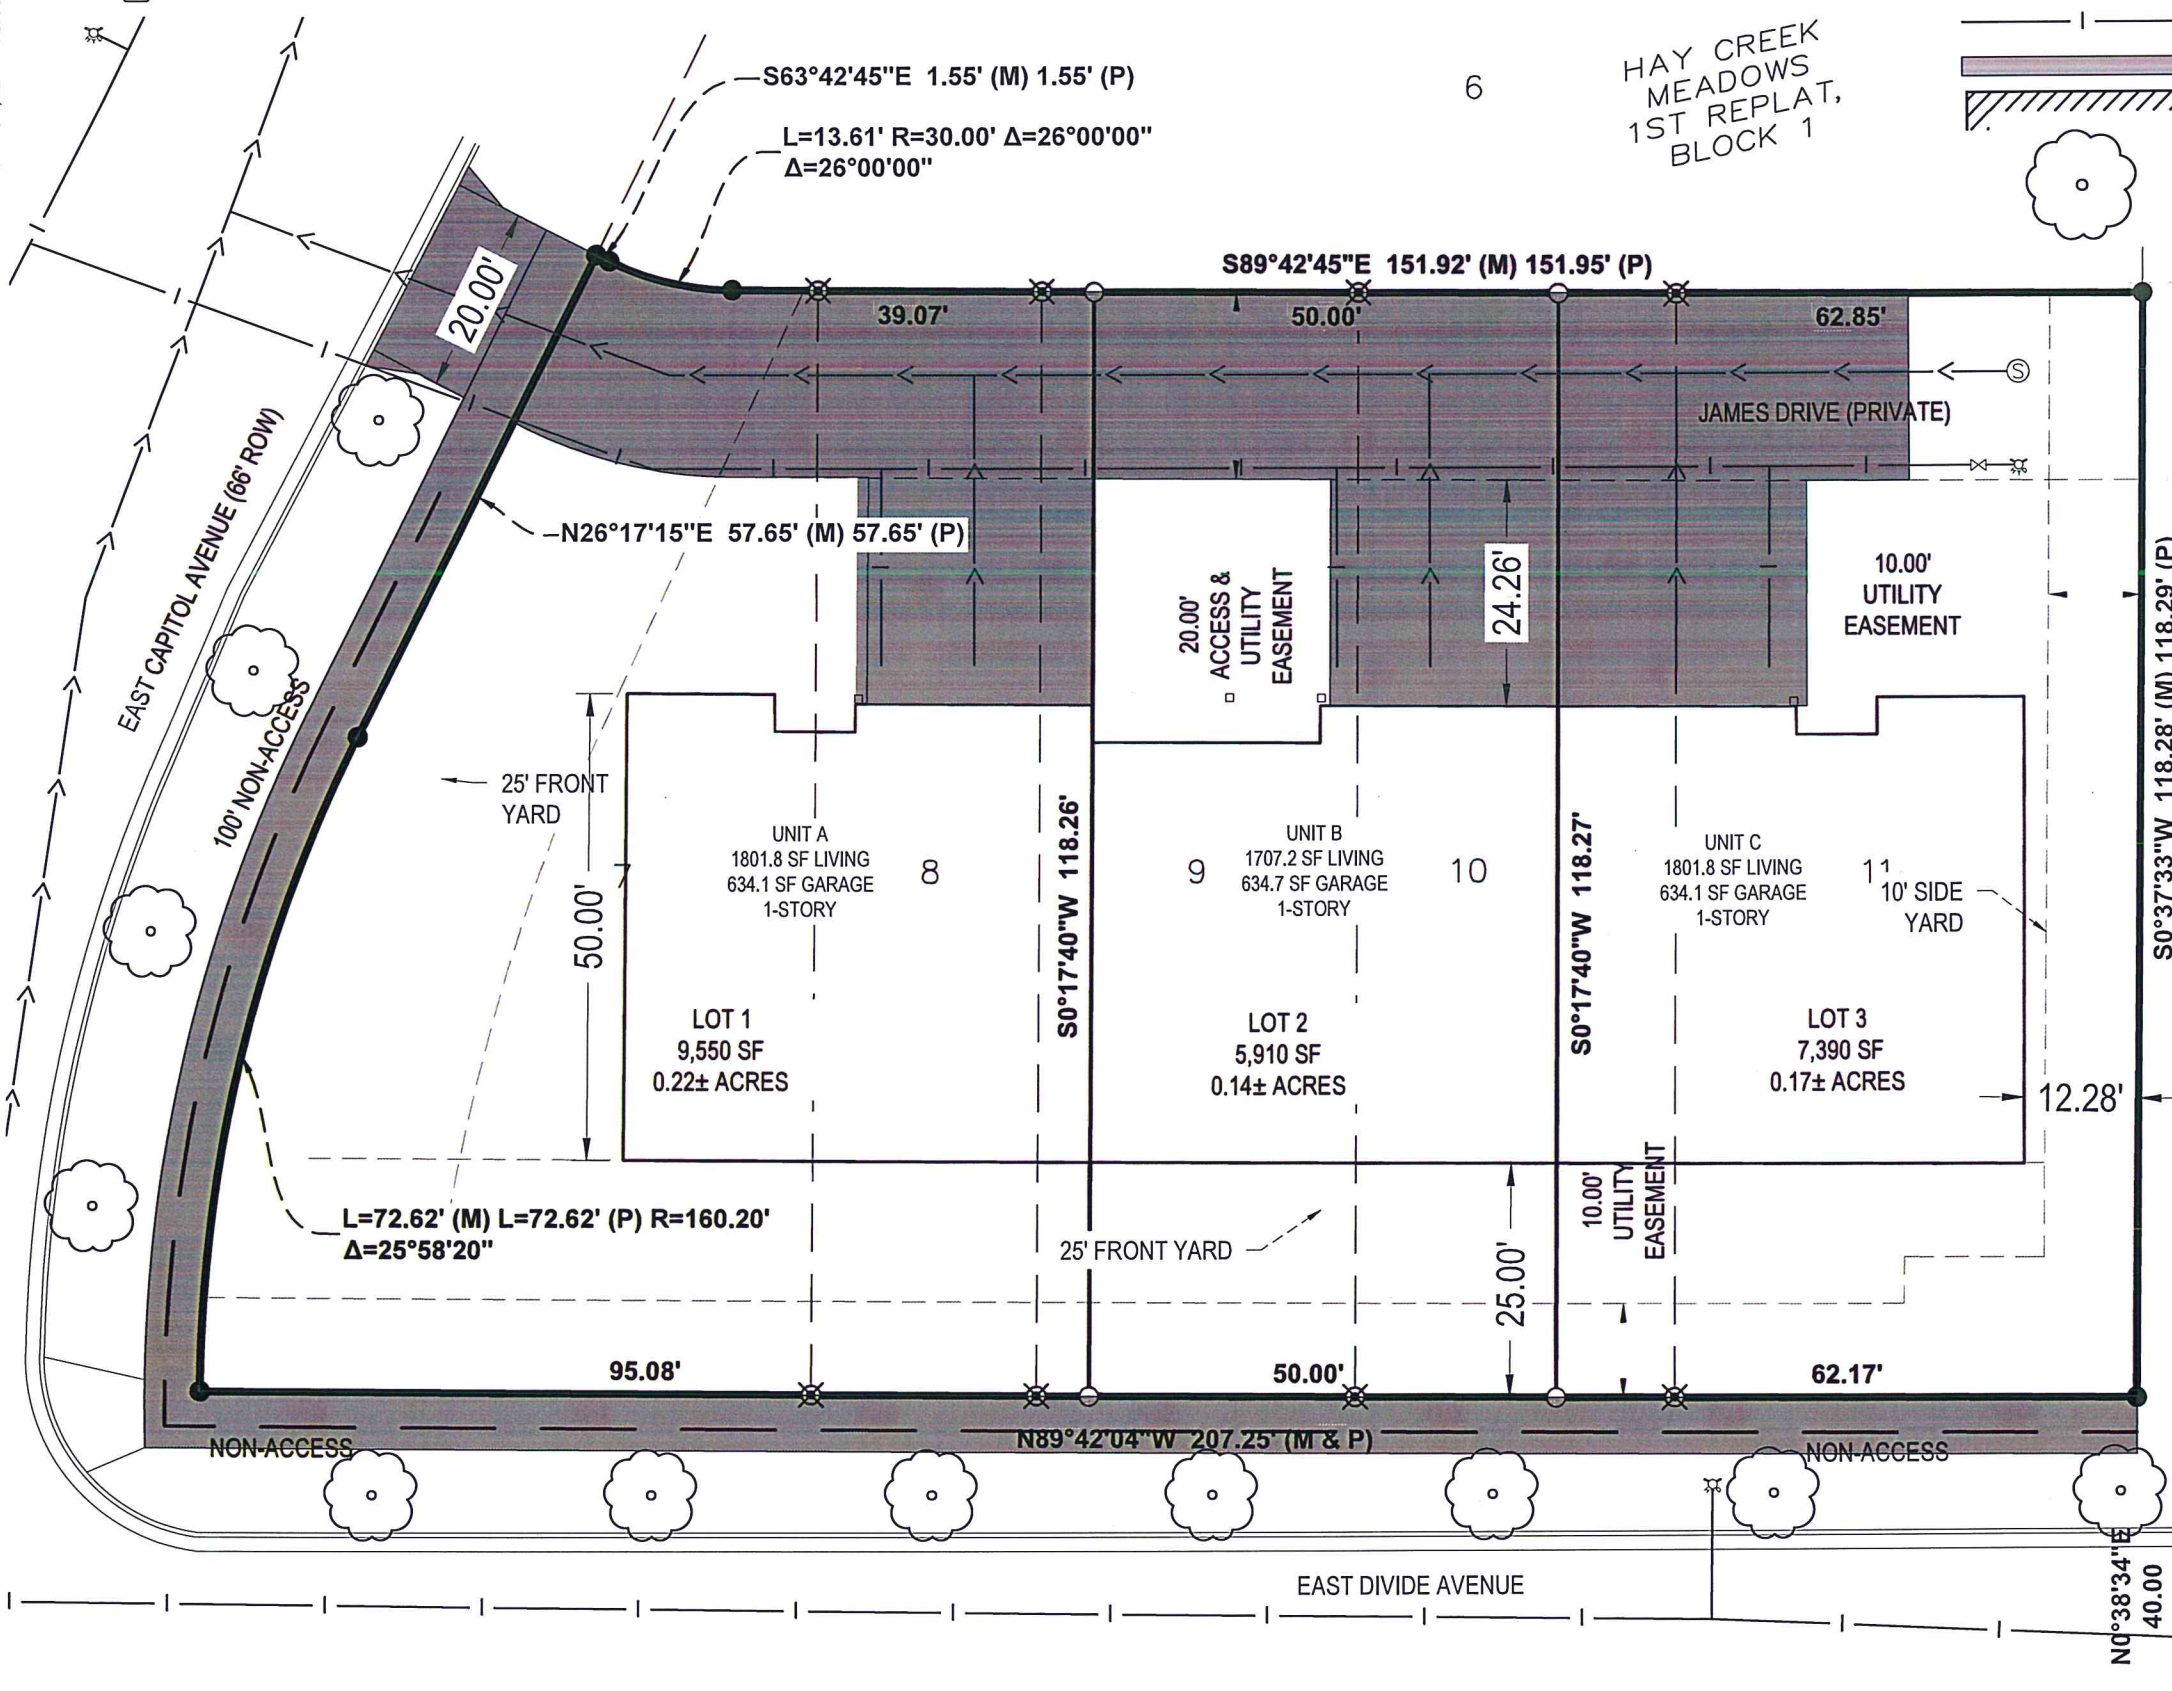 S63°42'45"E 1.55' (M) 1.55' (P)
L=13.61' R=30.00' Δ=26°00'00"
Δ=26°00'00"
6
HAY CREEK
MEADOWS
1ST REPLAT,
BLOCK 1
20.00'
S89°42'45"E 151.92' (M) 151.95' (P)
39.07'
50.00'
62.85'
S
JAMES DRIVE (PRIVATE)
EAST CAPITOL AVENUE (66' ROW)
N26°17'15"E 57.65' (M) 57.65' (P)
20.00'
ACCESS &
UTILITY
EASEMENT
24.26'
10.00'
UTILITY
EASEMENT
S0°37'33"W 118.28' (M) 118.29' (P)
100' NON-ACCESS
25' FRONT
YARD
50.00'
7
UNIT A
1801.8 SF LIVING
634.1 SF GARAGE
1-STORY
8
S0°17'40"W 118.26'
9
UNIT B
1707.2 SF LIVING
634.7 SF GARAGE
1-STORY
10
S0°17'40"W 118.27'
UNIT C
1801.8 SF LIVING
634.1 SF GARAGE
1-STORY
11
10' SIDE
YARD
LOT 1
9,550 SF
0.22± ACRES
LOT 2
5,910 SF
0.14± ACRES
LOT 3
7,390 SF
0.17± ACRES
12.28'
L=72.62' (M) L=72.62' (P) R=160.20'
Δ=25°58'20"
25' FRONT YARD
25.00'
10.00'
UTILITY
EASEMENT
95.08'
50.00'
62.17'
NON-ACCESS
N89°42'04"W 207.25' (M & P)
NON-ACCESS
EAST DIVIDE AVENUE
N0°38'34"E
40.00